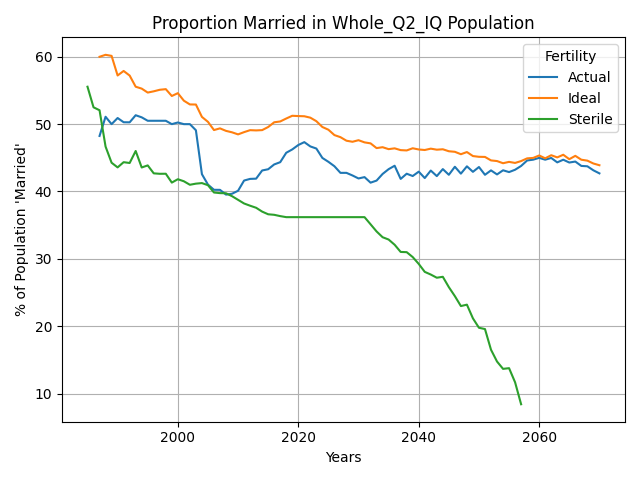 Proportion Married in Whole_Q2_IQ Population
% of Population 'Married'
60
50
40
30
20
10
Fertility
Actual
Ideal
Sterile
2000
2020
2040
2060
Years